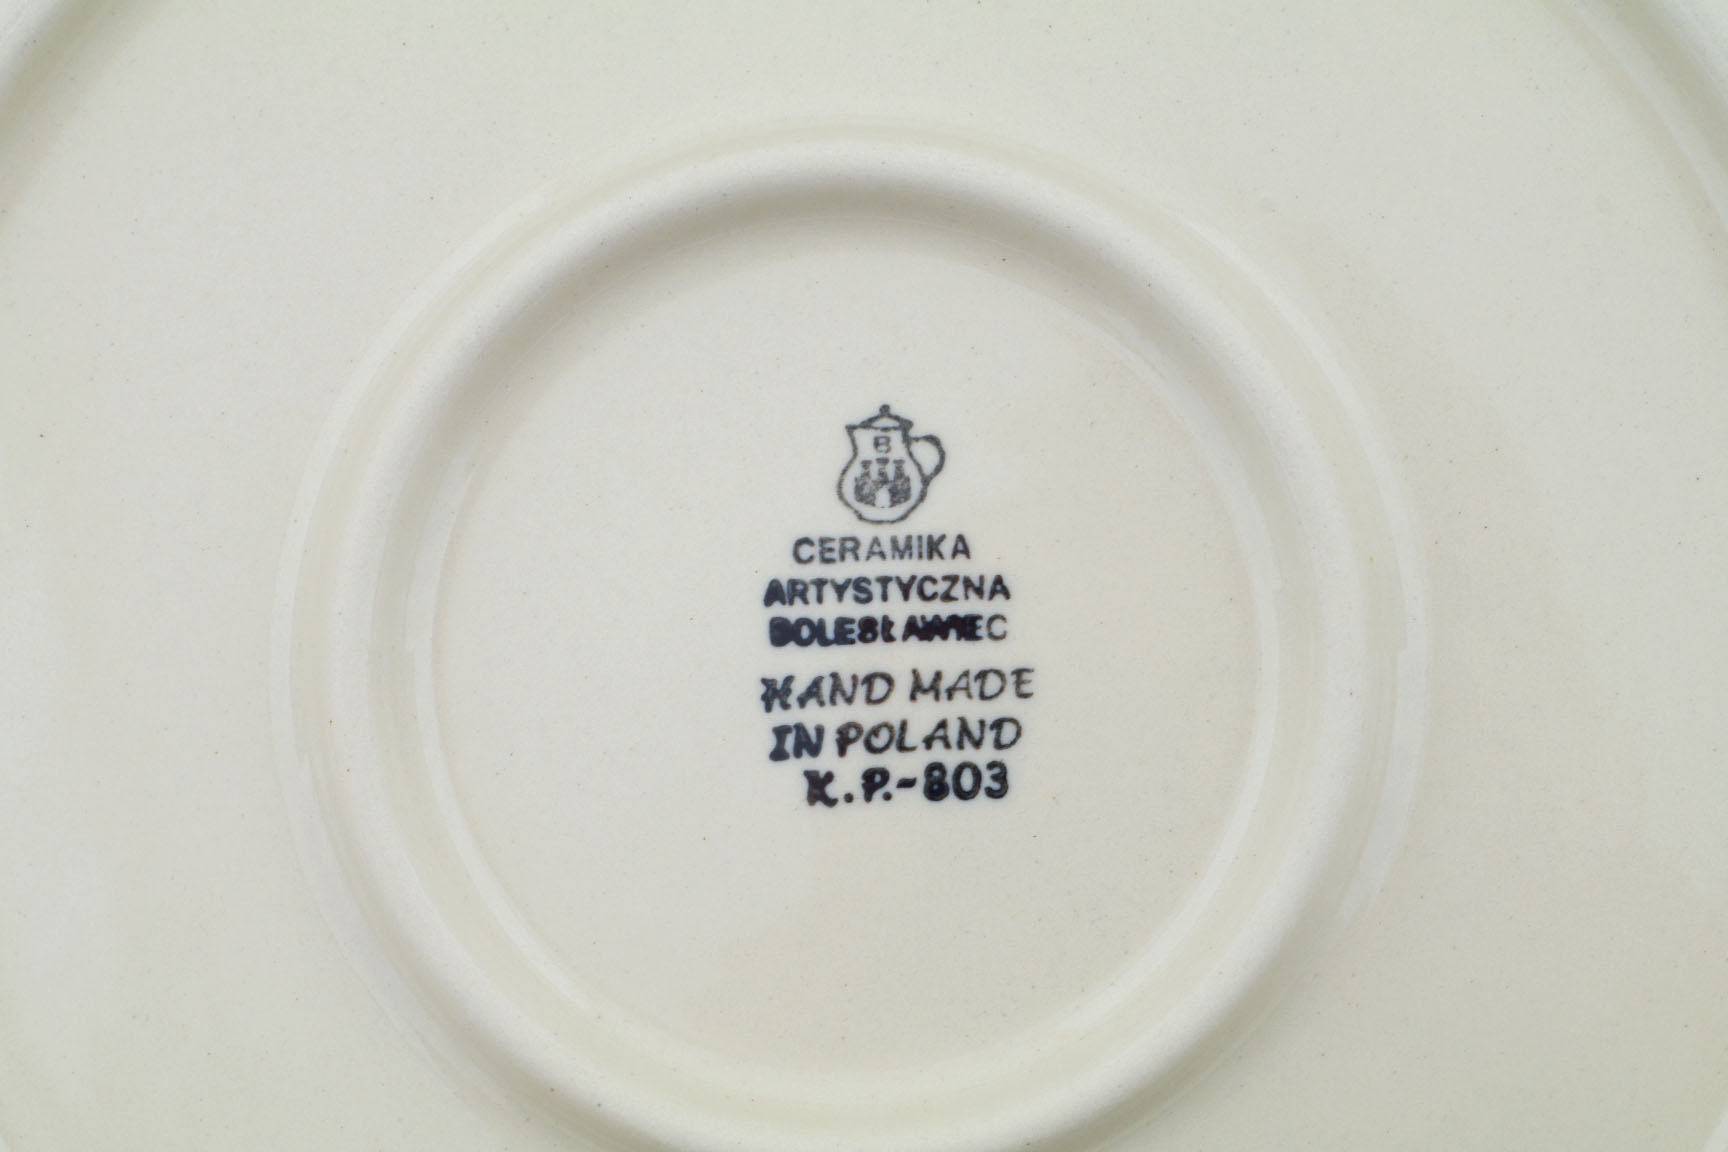 B
CERAMIKA
ARTYSTYCZNA
BOLESŁAWIEC
HAND MADE
IN POLAND
K.P.-803